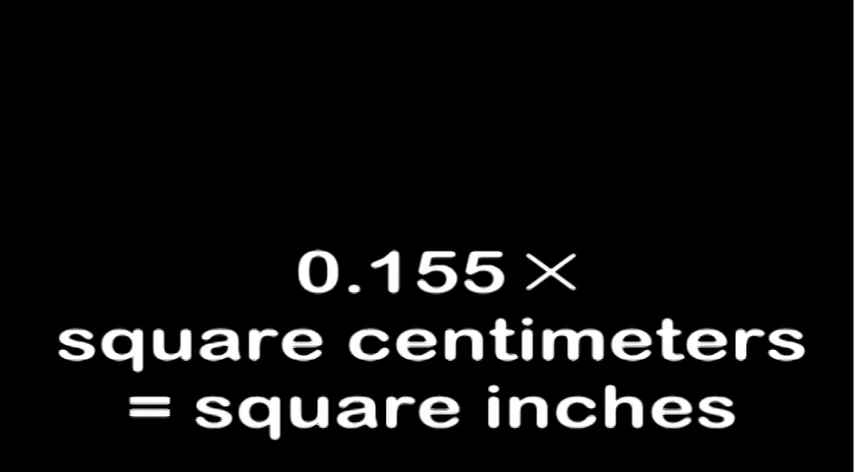 0.155 ×
square centimeters
= square inches